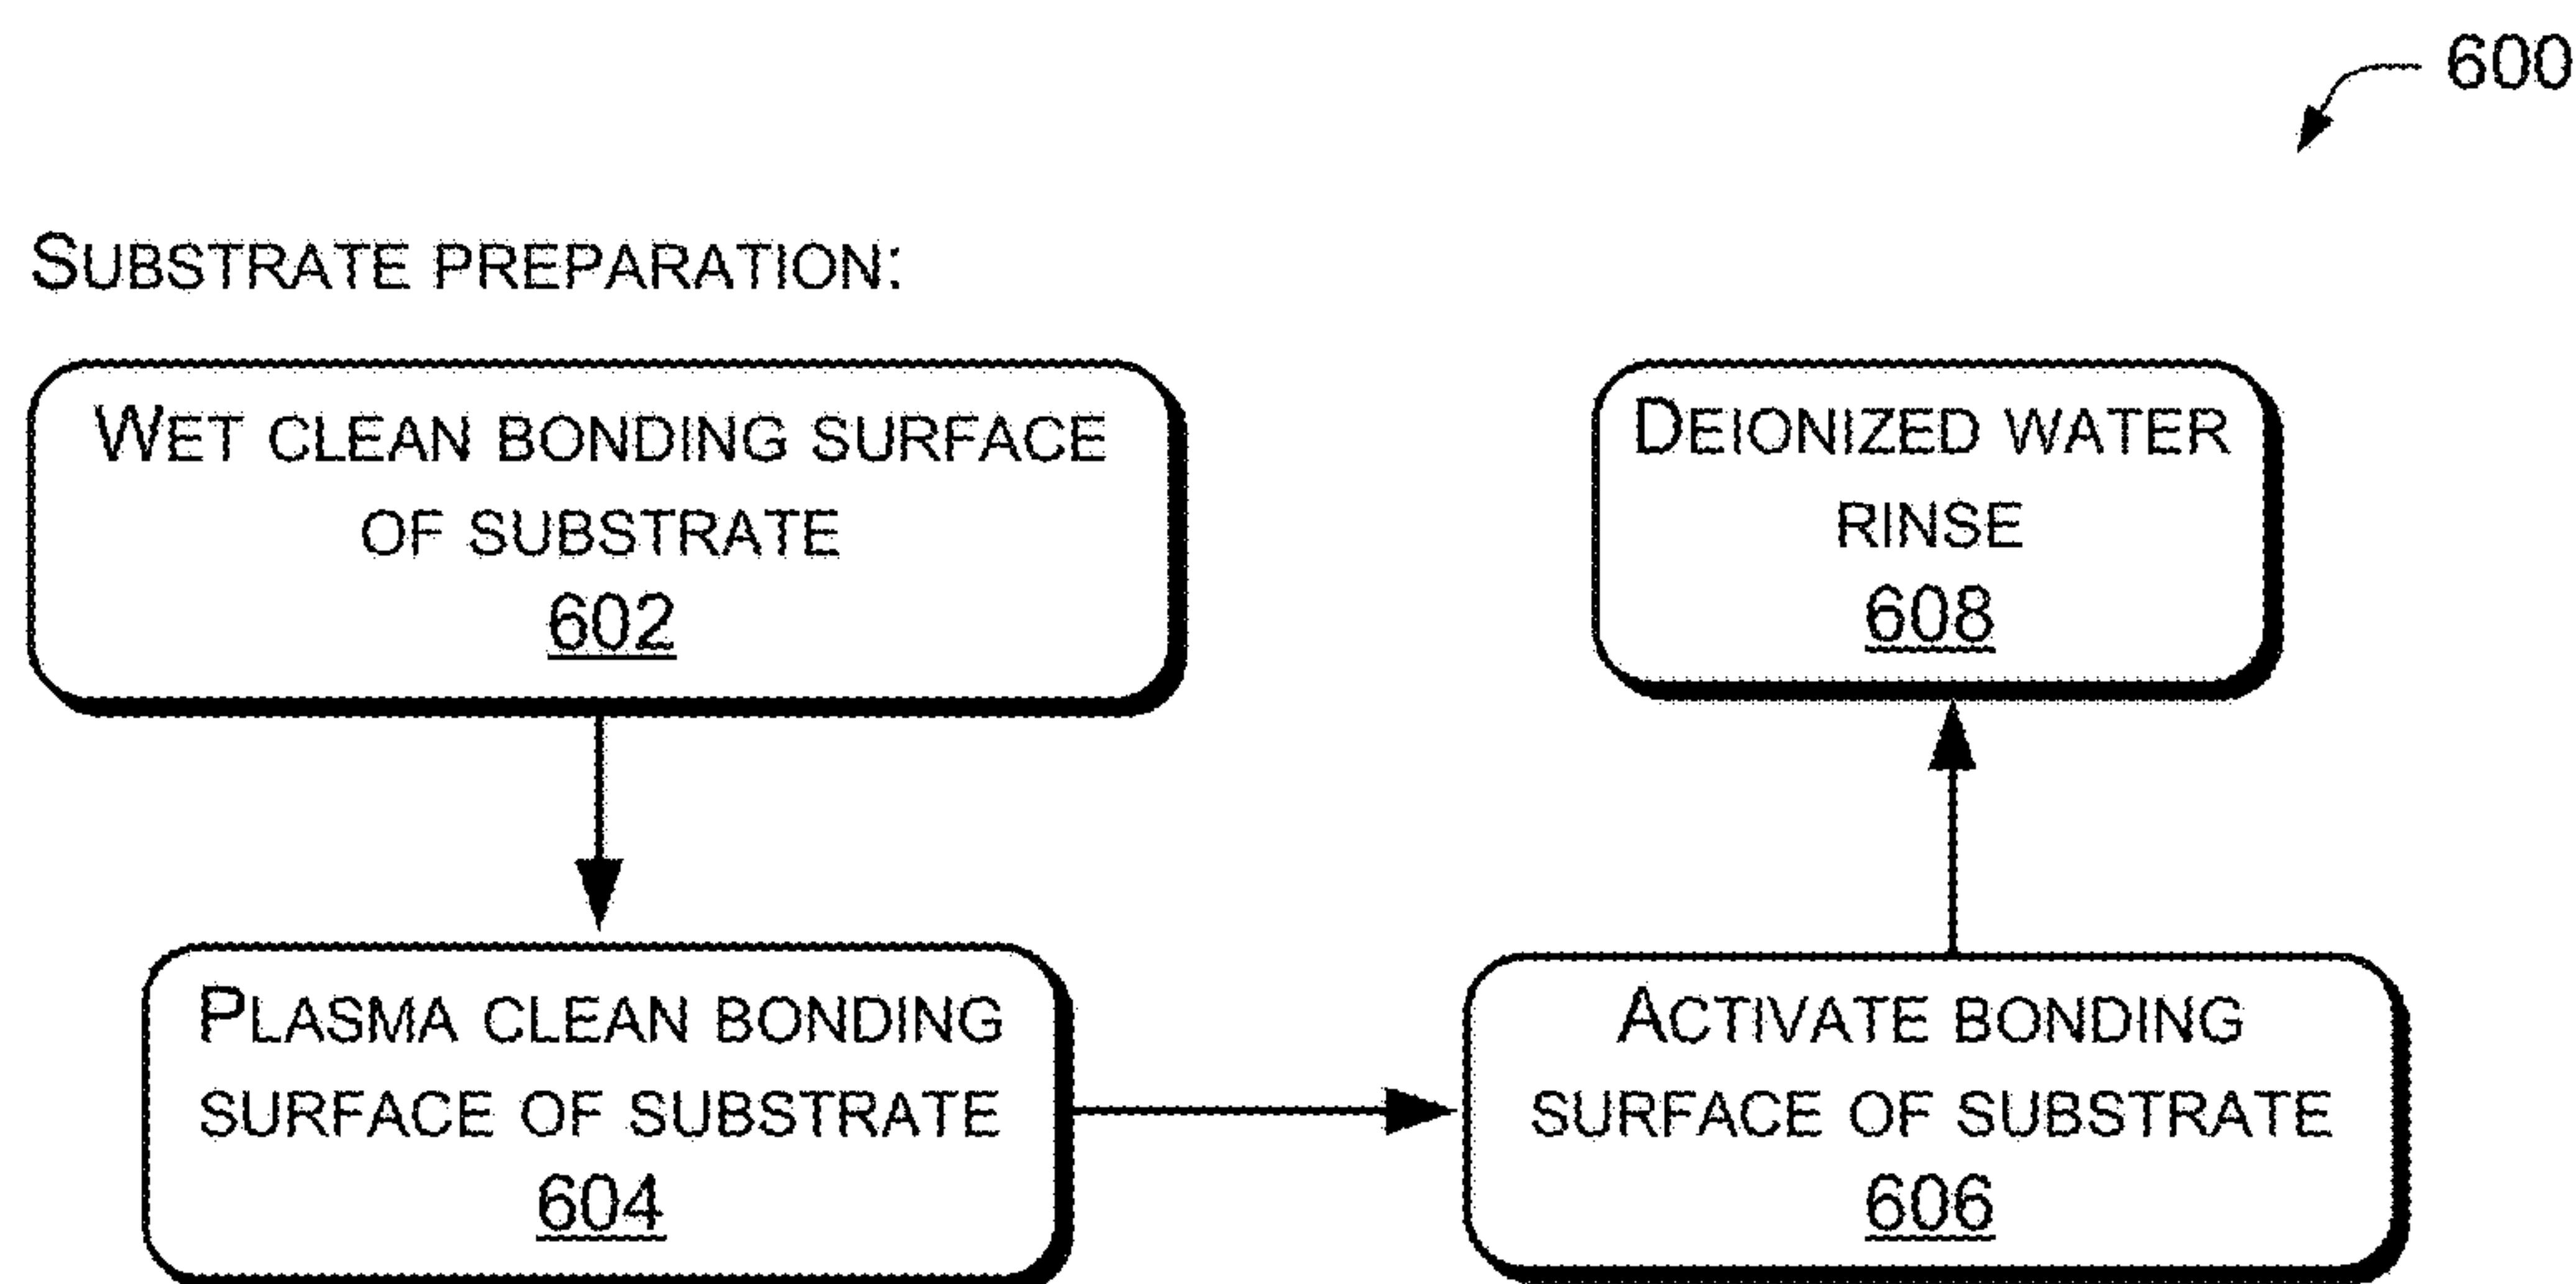 600
SUBSTRATE PREPARATION:
WET CLEAN BONDING SURFACE
OF SUBSTRATE
602
PLASMA CLEAN BONDING
SURFACE OF SUBSTRATE
604
ACTIVATE BONDING
SURFACE OF SUBSTRATE
606
DEIONIZED WATER
RINSE
608